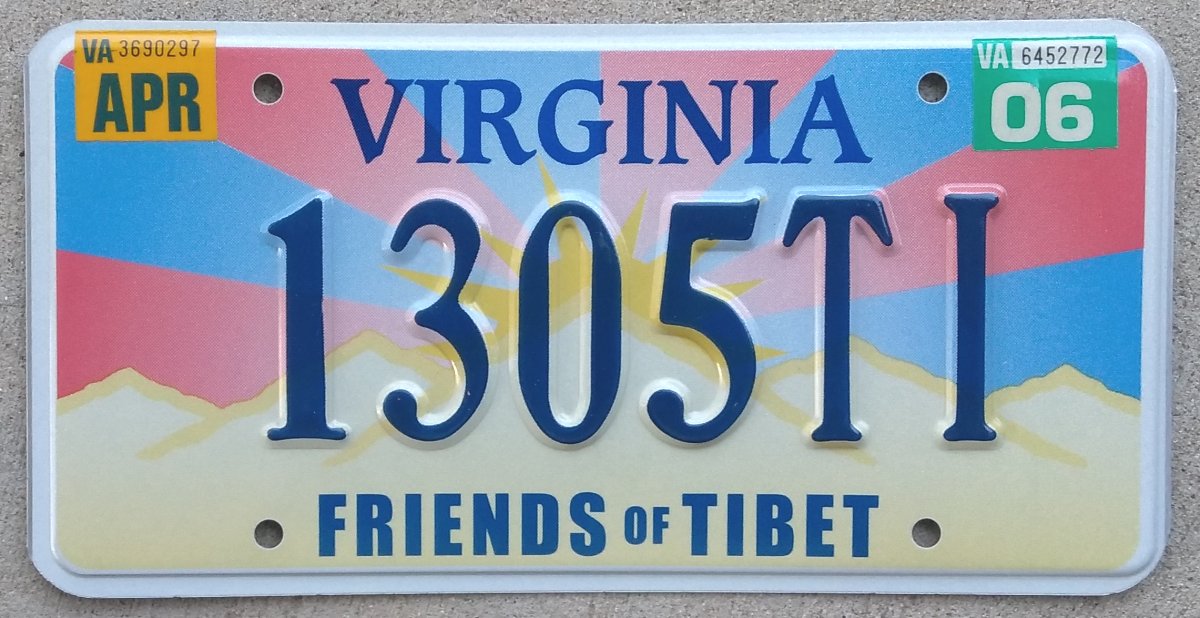 VA 3690297
APR
VIRGINIA
VA 6452772
06
1305TI
FRIENDS OF TIBET